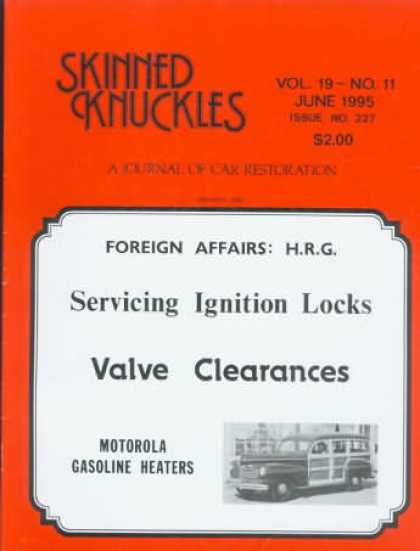 SKINNED
KNUCKLES
VOL. 19 – NO. 11
JUNE 1995
ISSUE NO. 227
$2.00
A JOURNAL OF CAR RESTORATION
FOREIGN AFFAIRS: H.R.G.
Servicing Ignition Locks
Valve Clearances
MOTOROLA
GASOLINE HEATERS